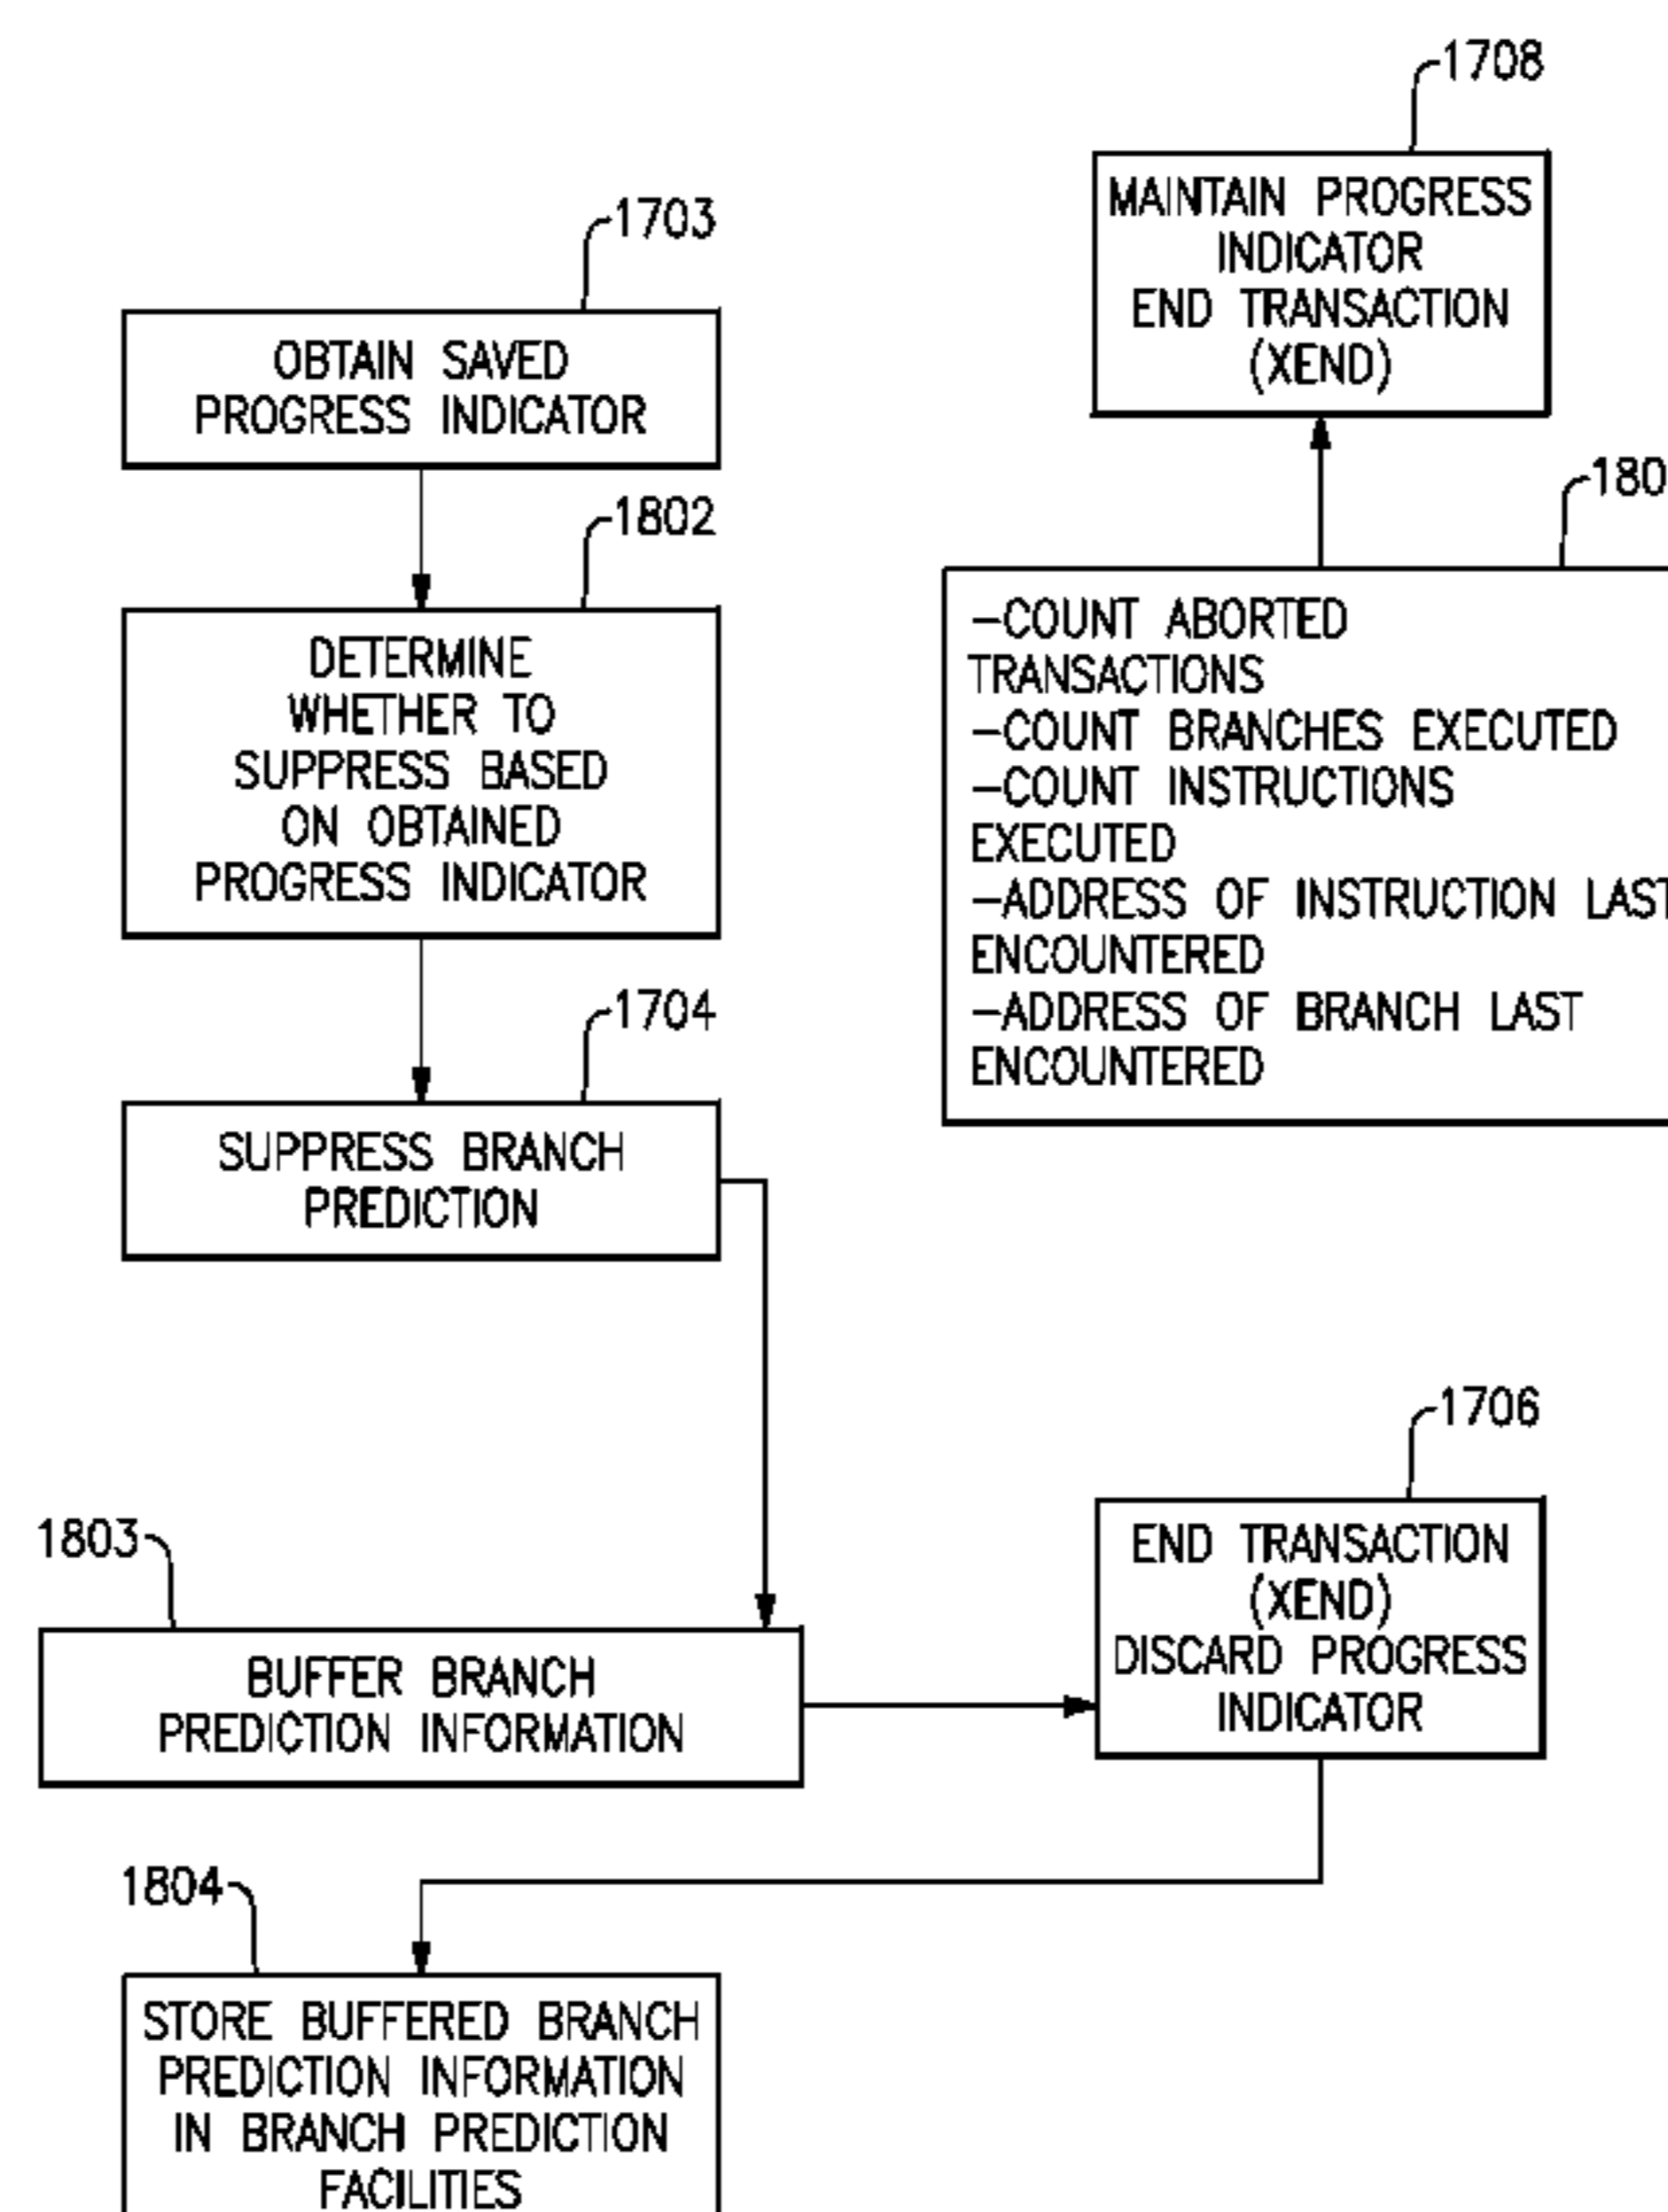 1703
OBTAIN SAVED
PROGRESS INDICATOR
1802
DETERMINE
WHETHER TO
SUPPRESS BASED
ON OBTAINED
PROGRESS INDICATOR
1704
SUPPRESS BRANCH
PREDICTION
1803
BUFFER BRANCH
PREDICTION INFORMATION
1804
STORE BUFFERED BRANCH
PREDICTION INFORMATION
IN BRANCH PREDICTION
FACILITIES
1708
MAINTAIN PROGRESS
INDICATOR
END TRANSACTION
(XEND)
-COUNT ABORTED
TRANSACTIONS
-COUNT BRANCHES EXECUTED
-COUNT INSTRUCTIONS
EXECUTED
-ADDRESS OF INSTRUCTION LAST
ENCOUNTERED
-ADDRESS OF BRANCH LAST
ENCOUNTERED
1706
END TRANSACTION
(XEND)
DISCARD PROGRESS
INDICATOR